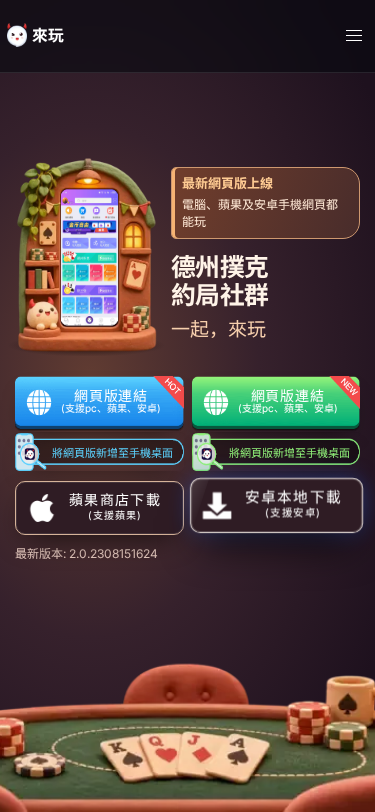 來玩
最新網頁版上線
電腦、蘋果及安卓手機網頁都
能玩
德州撲克
約局社群
一起，來玩
網頁版連結
(支援pc、蘋果、安卓)
HOT
網頁版連結
(支援pc、蘋果、安卓)
NEW
將網頁版新增至手機桌面
將網頁版新增至手機桌面
蘋果商店下載
(支援蘋果)
安卓本地下載
(支援安卓)
最新版本: 2.0.2308151624
K
Q
J
A